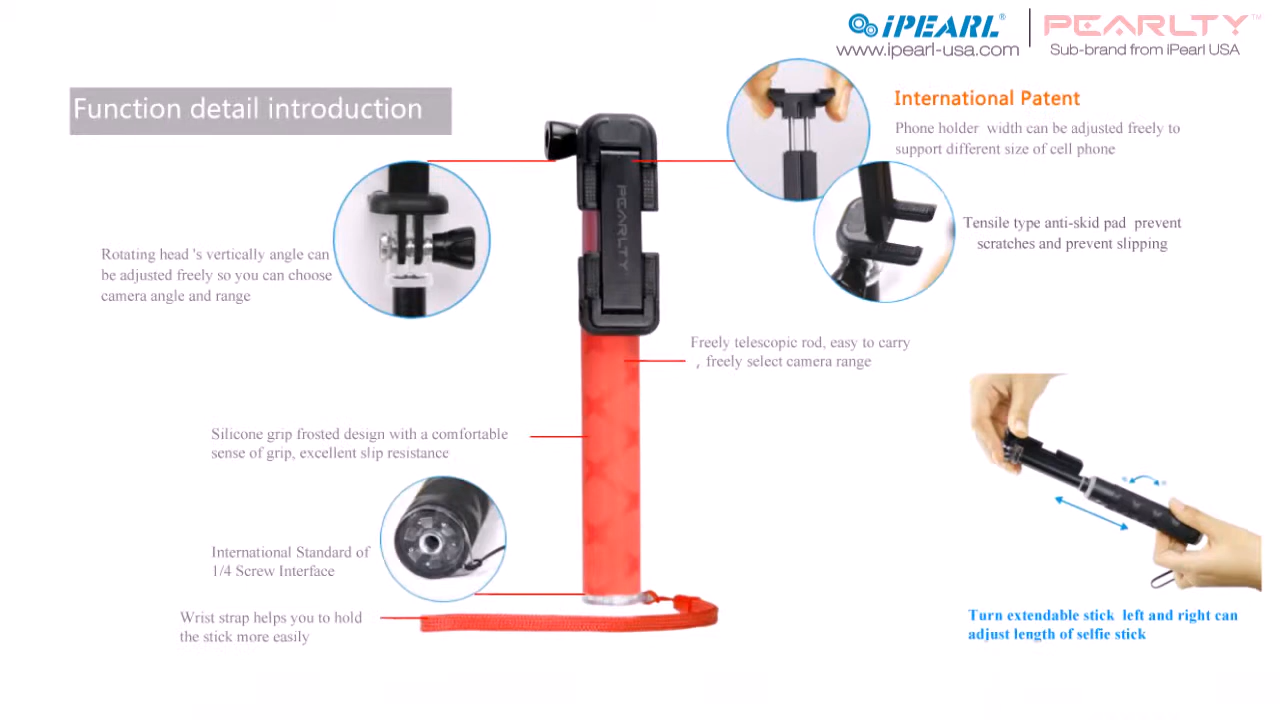 iPEARL®
www.ipearl-usa.com
PEARLTY™
Sub-brand from iPearl USA
Function detail introduction
International Patent
Phone holder width can be adjusted freely to
support different size of cell phone
Tensile type anti-skid pad prevent
scratches and prevent slipping
Rotating head 's vertically angle can
be adjusted freely so you can choose
camera angle and range
PEARLTY
Freely telescopic rod, easy to carry
, freely select camera range
Silicone grip frosted design with a comfortable
sense of grip, excellent slip resistance
International Standard of
1/4 Screw Interface
Wrist strap helps you to hold
the stick more easily
Turn extendable stick left and right can
adjust length of selfie stick